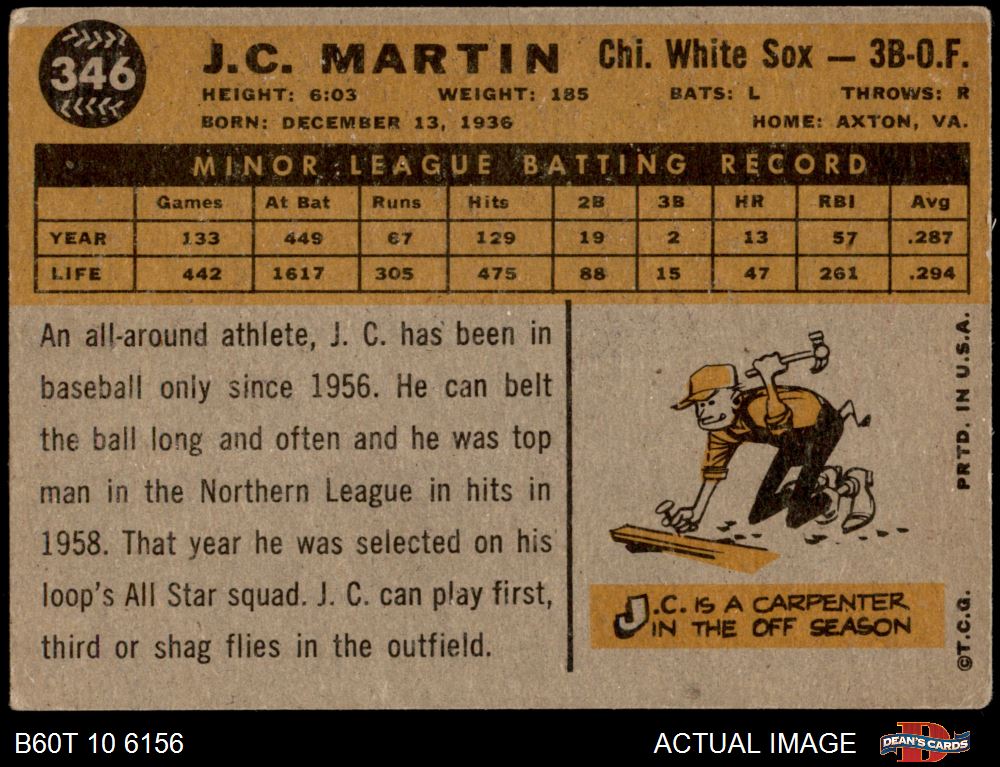 346
J.C. MARTIN Chi. White Sox — 3B-O.F.
HEIGHT: 6:03 WEIGHT: 185 BATS: L THROWS: R
BORN: DECEMBER 13, 1936 HOME: AXTON, VA.
MINOR LEAGUE BATTING RECORD
Games At Bat Runs Hits 2B 3B HR RBI Avg
YEAR 133 449 67 129 19 2 13 57 .287
LIFE 442 1617 305 475 88 15 47 261 .294
An all-around athlete, J. C. has been in
baseball only since 1956. He can belt
the ball long and often and he was top
man in the Northern League in hits in
1958. That year he was selected on his
loop's All Star squad. J. C. can play first,
third or shag flies in the outfield.
J.C. IS A CARPENTER
IN THE OFF SEASON
PRTD. IN U.S.A.
©T.C.G.
B60T 10 6156
ACTUAL IMAGE
DEAN'S CARDS